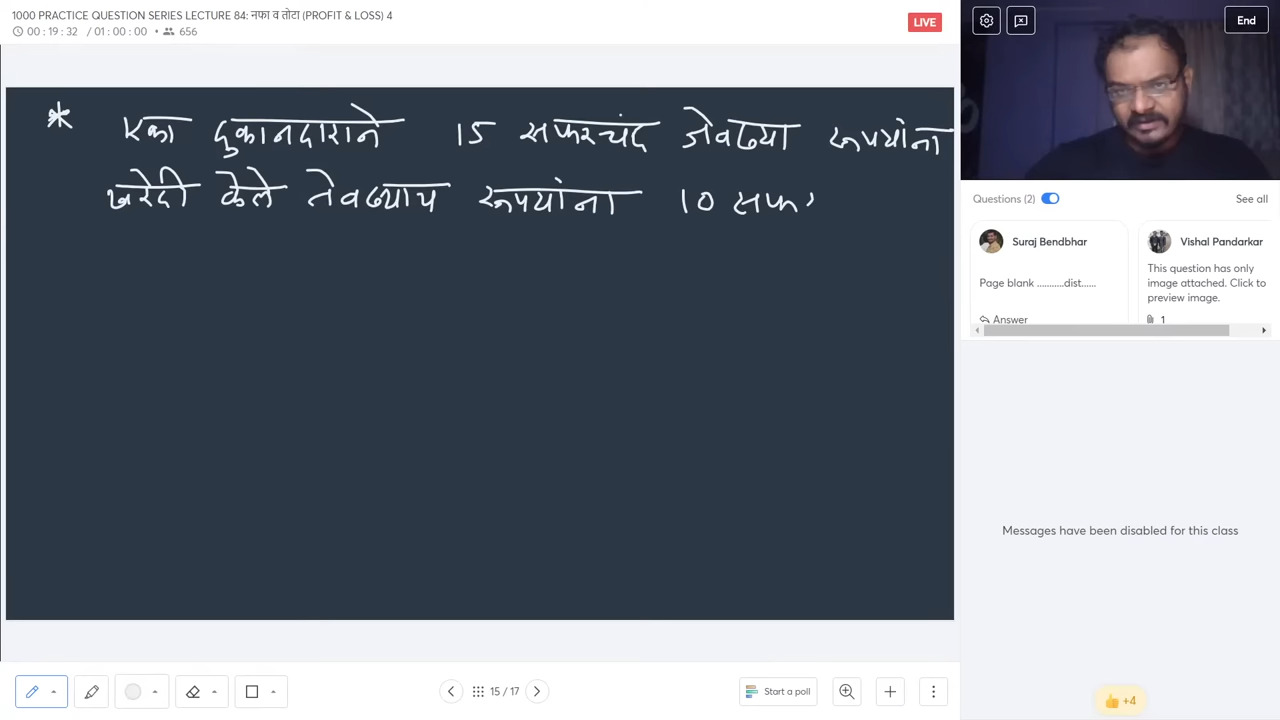 1000 PRACTICE QUESTION SERIES LECTURE 84: नफा व तोटा (PROFIT & LOSS) 4
00 : 19 : 32 / 01 : 00 : 00 • 656
LIVE
End
* एका दुकानदाराने 15 सफरचंद जेवढ्या रूपयांना
खरेदी केले तेवढ्याच रूपयांना 10 सफर
Questions (2)
See all
Suraj Bendbhar
Page blank ...........dist......
Answer
Vishal Pandarkar
This question has only
image attached. Click to
preview image.
1
Messages have been disabled for this class
15 / 17
Start a poll
+4